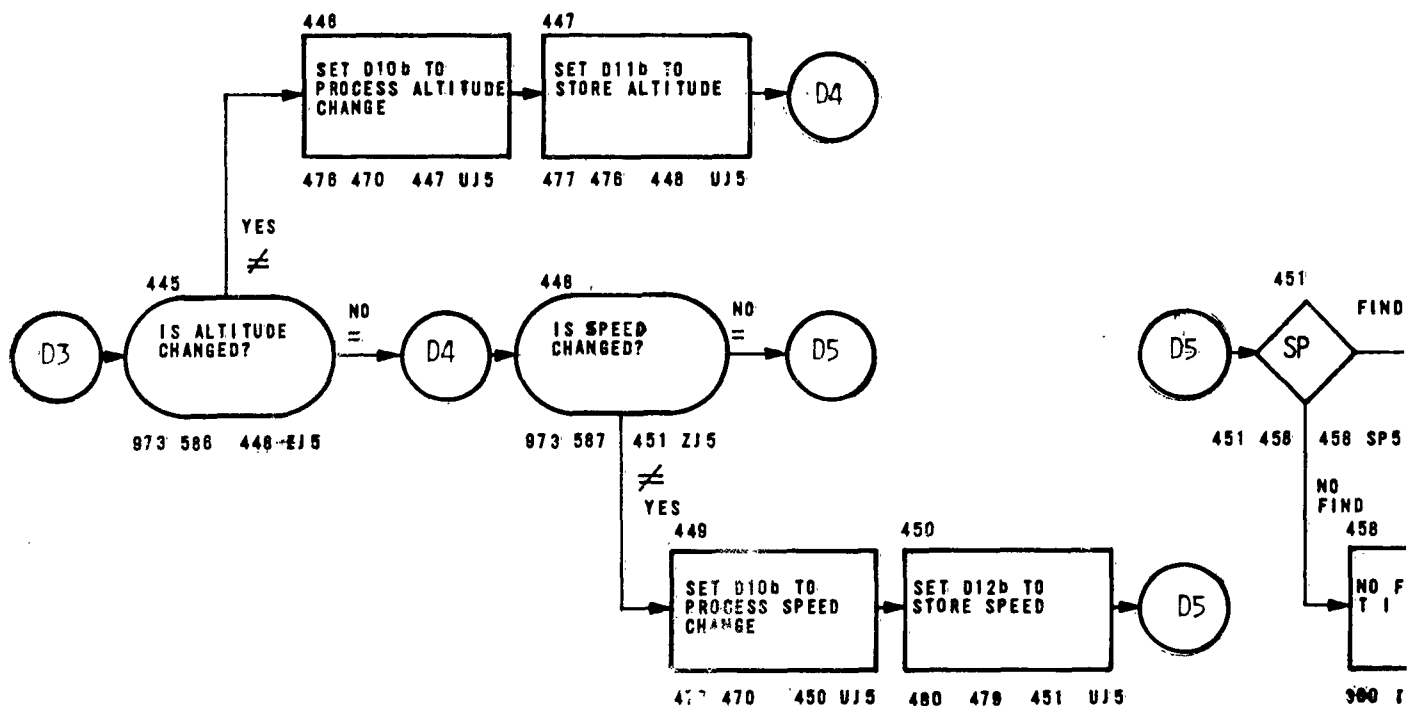 446
SET D10b TO
PROCESS ALTITUDE
CHANGE
476 470 447 UJ5
447
SET D11b TO
STORE ALTITUDE
477 476 448 UJ5
D4
YES
≠
D3
445
IS ALTITUDE
CHANGED?
973 586 448
NO
=
D4
448
IS SPEED
CHANGED?
973 587 451 ZJ5
NO
=
D5
≠
YES
449
SET D10b TO
PROCESS SPEED
CHANGE
470 450 UJ5
450
SET D12b TO
STORE SPEED
480 479 451 UJ5
D5
D5
451
SP
FIND
451 458 458 SP5
NO
FIND
458
NO